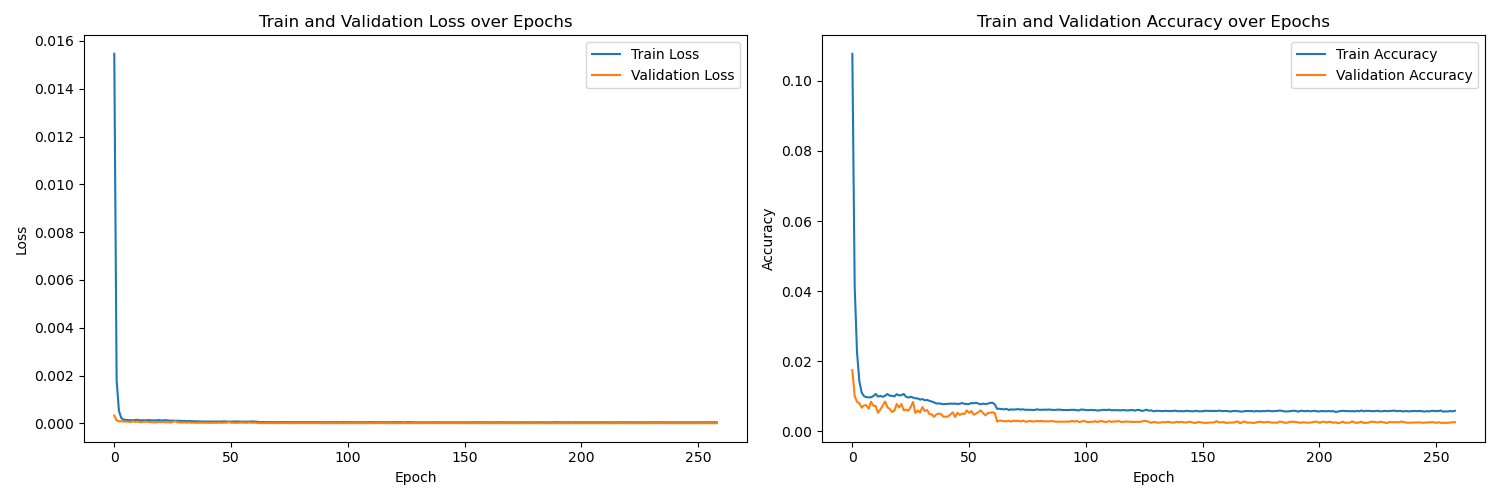 Train and Validation Loss over Epochs
Train Loss
Validation Loss
0.016
0.014
0.012
0.010
0.008
0.006
0.004
0.002
0.000
Loss
0 50 100 150 200 250
Epoch
Train and Validation Accuracy over Epochs
Train Accuracy
Validation Accuracy
0.10
0.08
0.06
0.04
0.02
0.00
Accuracy
0 50 100 150 200 250
Epoch